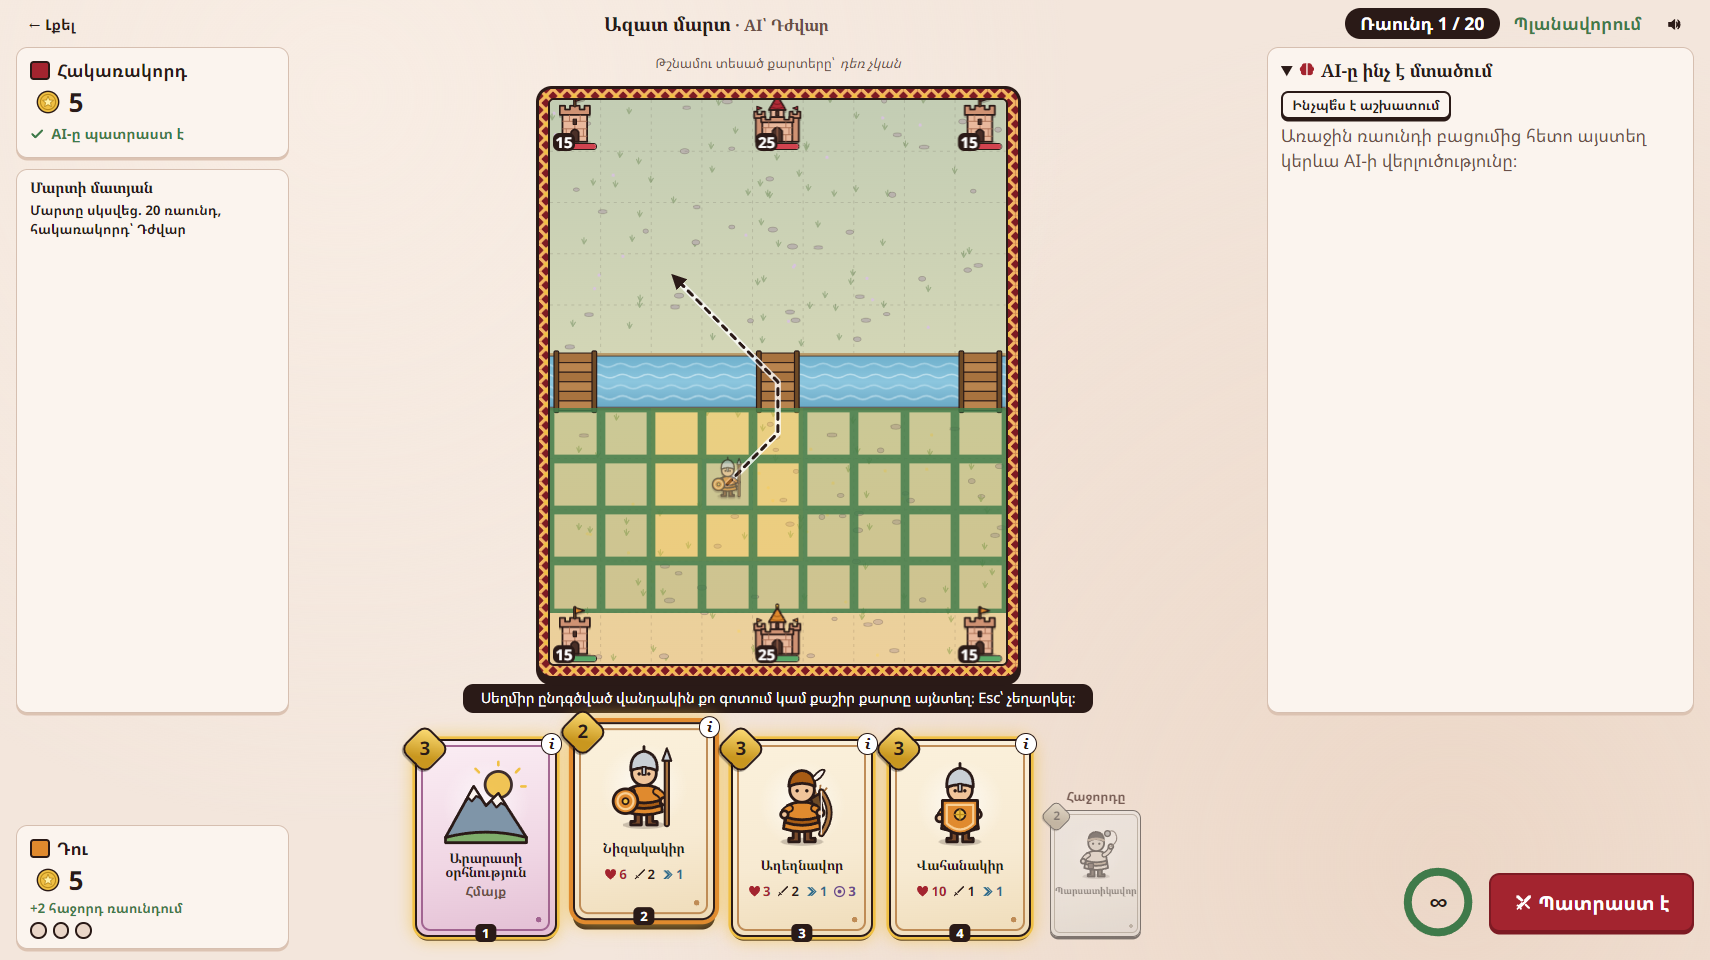 ← Լքել
Ազատ մարտ · AI՝ Դժվար
Ռաունդ 1 / 20
Պլանավորում
Հակառակորդ
5
AI-ը պատրաստ է
Մարտի մատյան
Մարտը սկսվեց. 20 ռաունդ,
հակառակորդ՝ Դժվար
Թշնամու տեսած քարտերը՝ դեռ չկան
15
25
15
15
25
15
▼ AI-ը ինչ է մտածում
Ինչպե՞ս է աշխատում
Առաջին ռաունդի բացումից հետո այստեղ
կերևա AI-ի վերլուծությունը:
Սեղմիր ընդգծված վանդակին քո գոտում կամ քաշիր քարտը այնտեղ: Esc՝ չեղարկել:
Դու
5
+2 հաջորդ ռաունդում
3
i
Արարատի
օրհնություն
Հմայք
1
2
i
Նիզակակիր
6 2 1
2
3
i
Աղեղնավոր
3 2 1 3
3
3
i
Վահանակիր
10 1 1
4
Հաջորդը
2
Պարսատիկավոր
∞
Պատրաստ է